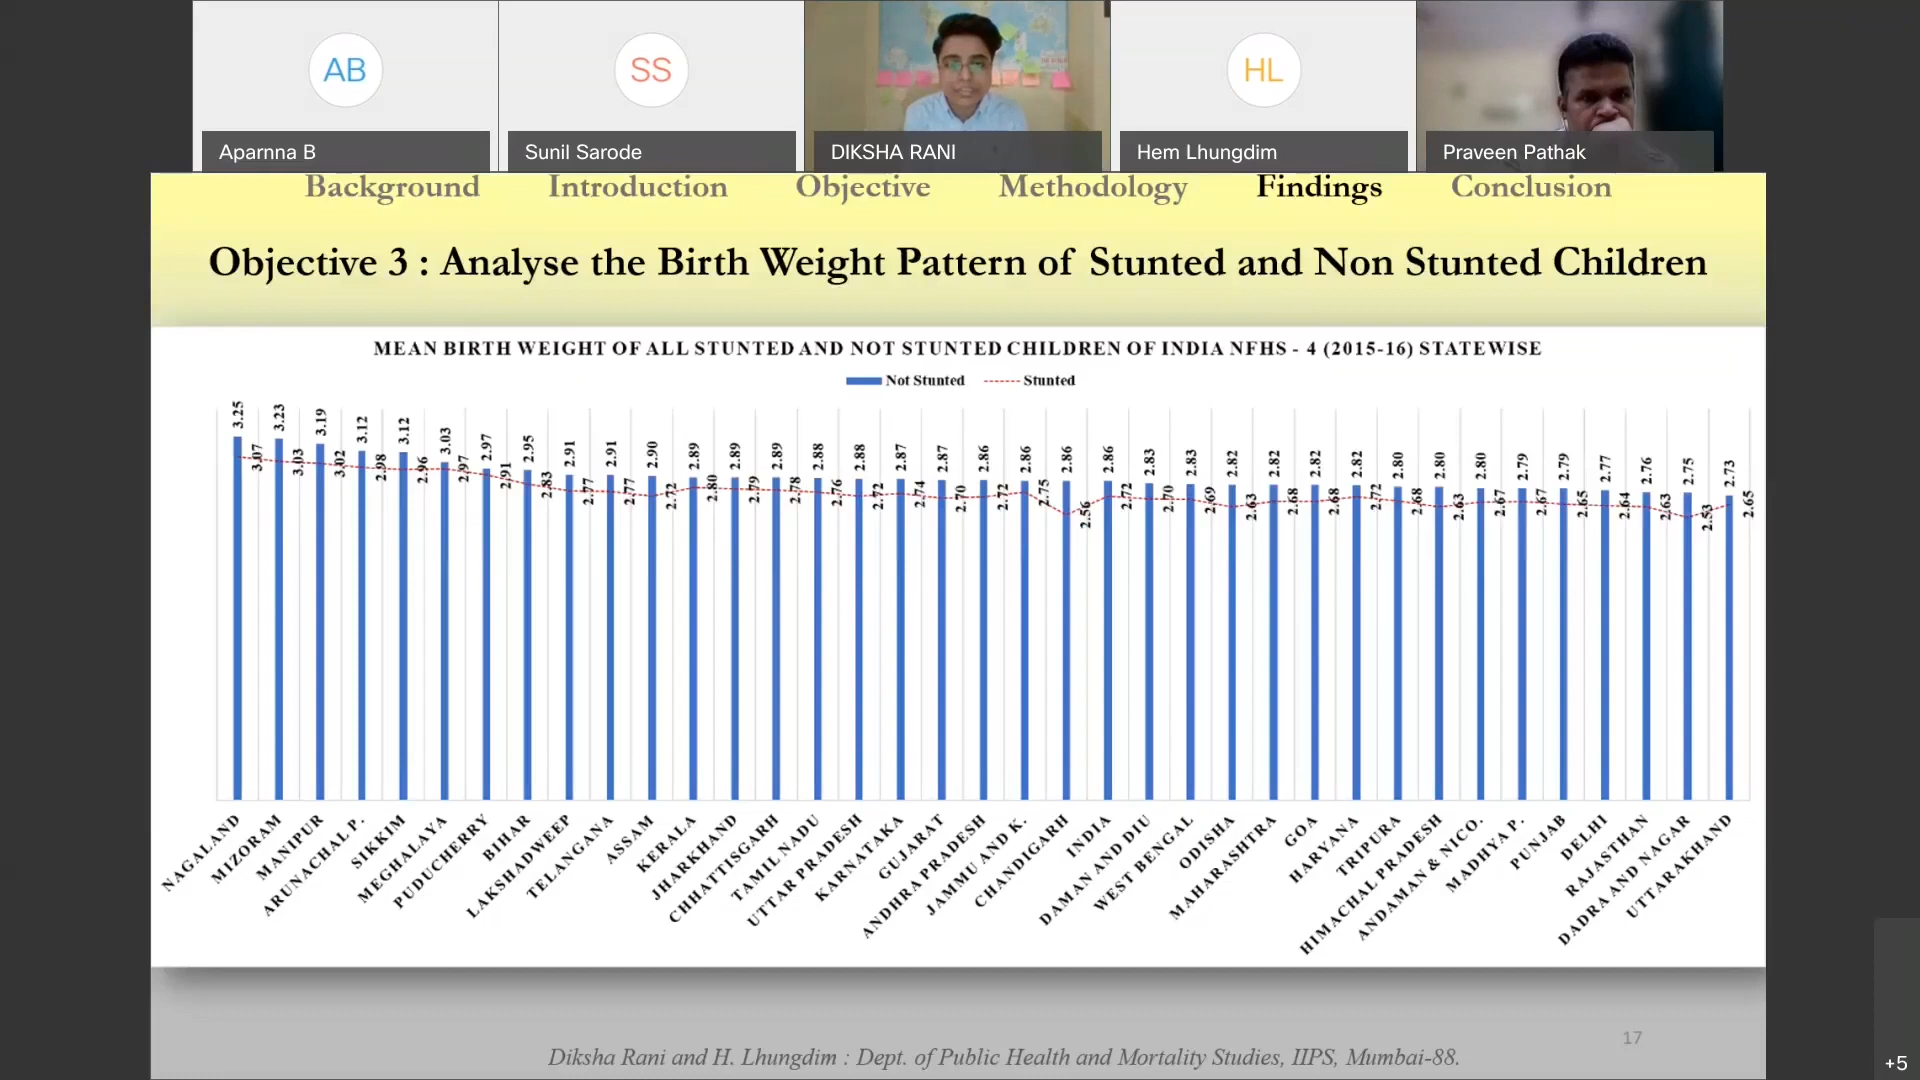 AB
SS
HL
Aparnna B
Sunil Sarode
DIKSHA RANI
Hem Lhungdim
Praveen Pathak
Background Introduction Objective Methodology Findings Conclusion
Objective 3 : Analyse the Birth Weight Pattern of Stunted and Non Stunted Children
MEAN BIRTH WEIGHT OF ALL STUNTED AND NOT STUNTED CHILDREN OF INDIA NFHS - 4 (2015-16) STATEWISE
Not Stunted Stunted
3.25 3.23 3.19 3.12 3.12 3.03 2.97 2.95 2.91 2.91 2.90 2.89 2.89 2.89 2.88 2.88 2.87 2.87 2.86 2.86 2.86 2.86 2.83 2.83 2.82 2.82 2.82 2.82 2.80 2.80 2.80 2.79 2.79 2.77 2.76 2.75 2.73
3.07 3.03 3.02 2.98 2.96 2.97 2.91 2.83 2.77 2.77 2.72 2.80 2.79 2.78 2.76 2.72 2.74 2.70 2.72 2.75 2.56 2.72 2.70 2.69 2.63 2.68 2.68 2.72 2.68 2.63 2.67 2.67 2.65 2.64 2.63 2.53 2.65
NAGALAND
MIZORAM
MANIPUR
ARUNACHAL P.
SIKKIM
MEGHALAYA
PUDUCHERRY
BIHAR
LAKSHADWEEP
TELANGANA
ASSAM
KERALA
JHARKHAND
CHHATTISGARH
TAMIL NADU
UTTAR PRADESH
KARNATAKA
GUJARAT
ANDHRA PRADESH
JAMMU AND K.
CHANDIGARH
INDIA
DAMAN AND DIU
WEST BENGAL
ODISHA
MAHARASHTRA
GOA
HARYANA
TRIPURA
HIMACHAL PRADESH
ANDAMAN & NICO.
MADHYA P.
PUNJAB
DELHI
RAJASTHAN
DADRA AND NAGAR
UTTARAKHAND
17
Diksha Rani and H. Lhungdim : Dept. of Public Health and Mortality Studies, IIPS, Mumbai-88.
+5